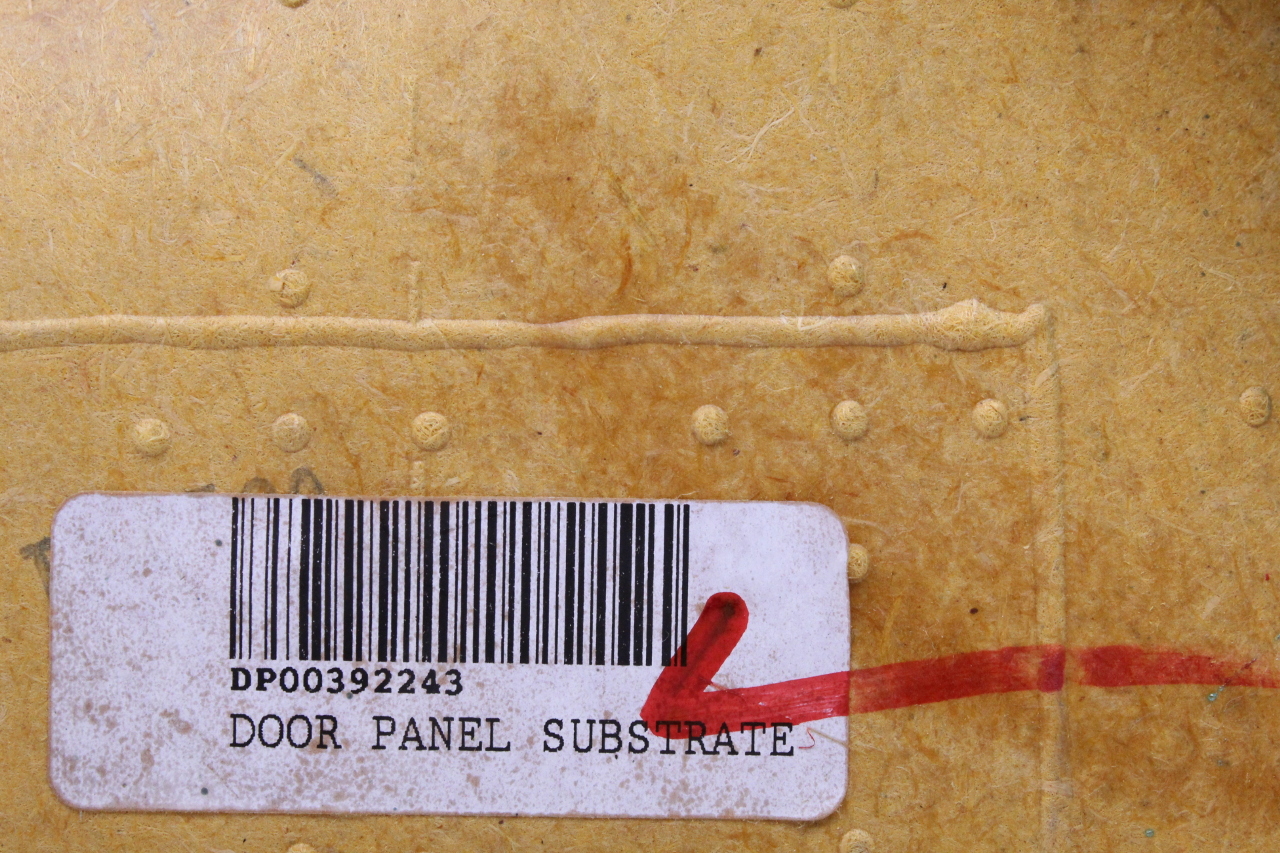 DP00392243
DOOR PANEL SUBSTRATE